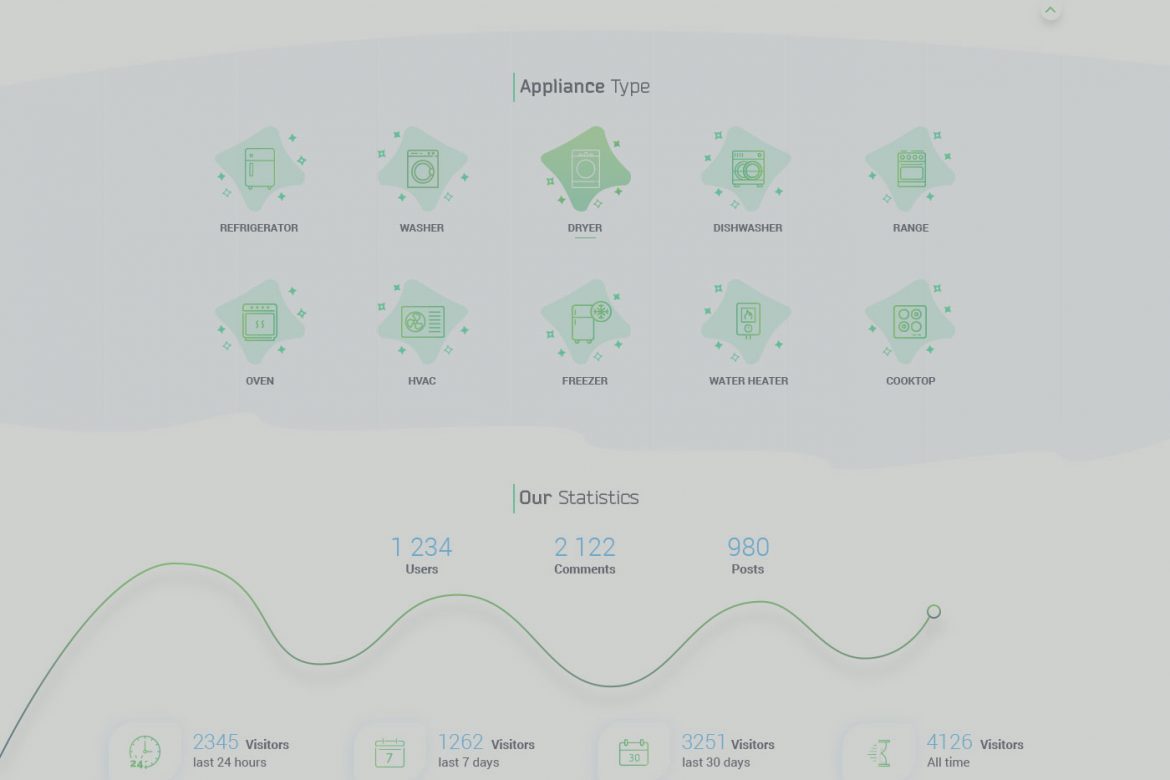 Appliance Type
REFRIGERATOR WASHER DRYER DISHWASHER RANGE
OVEN HVAC FREEZER WATER HEATER COOKTOP
Our Statistics
1 234 2 122 980
Users Comments Posts
24h
2345 Visitors
last 24 hours
7
1262 Visitors
last 7 days
30
3251 Visitors
last 30 days
4126 Visitors
All time